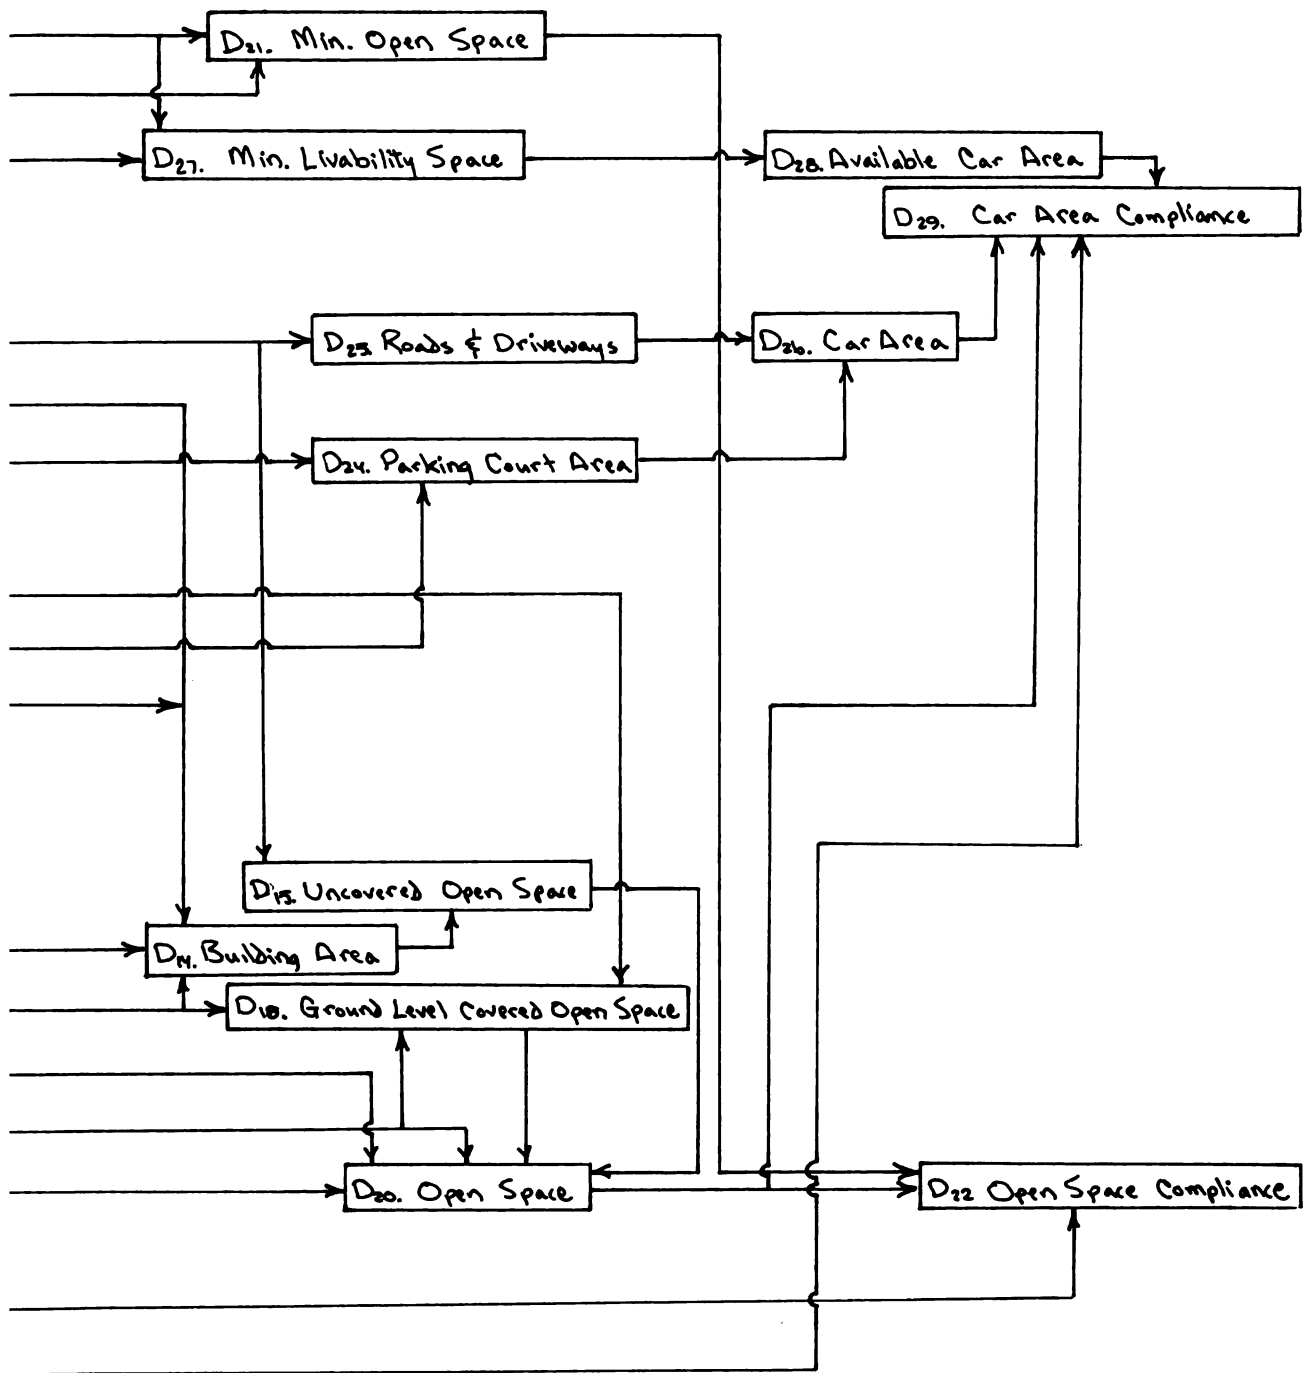 D21. Min. Open Space
D27. Min. Livability Space
D28. Available Car Area
D29. Car Area Compliance
D25. Roads & Driveways
D26. Car Area
D24. Parking Court Area
D15. Uncovered Open Space
D14. Building Area
D18. Ground Level Covered Open Space
D20. Open Space
D22 Open Space Compliance